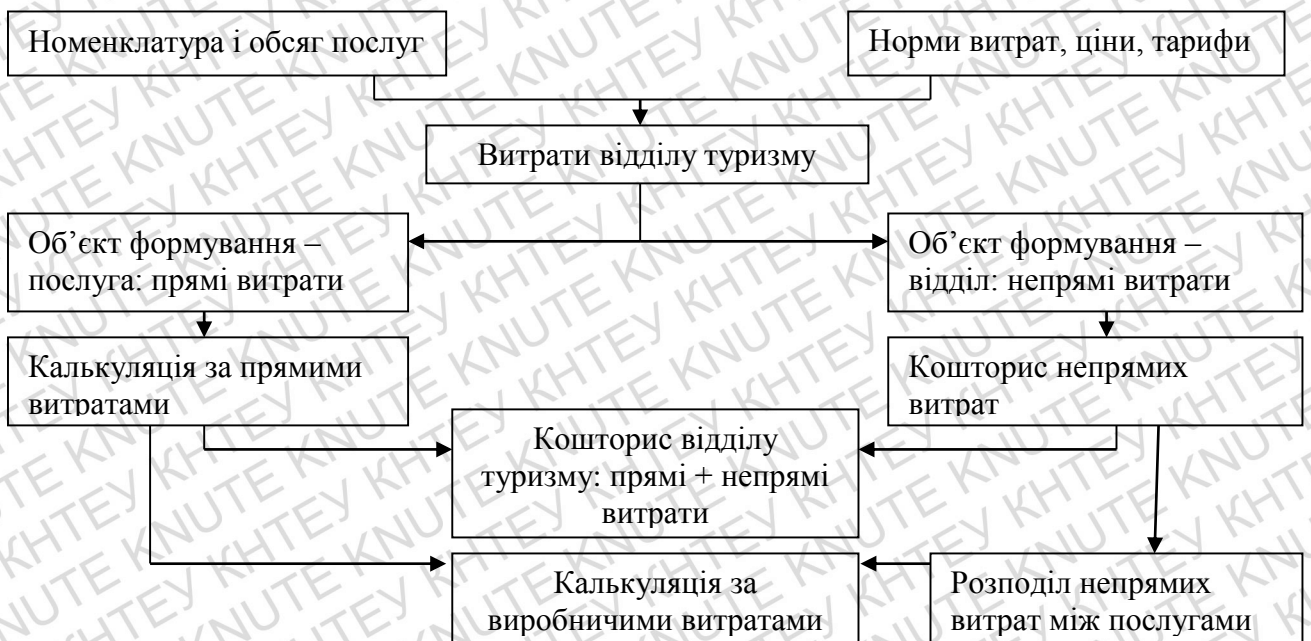 Номенклатура і обсяг послуг
Норми витрат, ціни, тарифи
Витрати відділу туризму
Об’єкт формування –
послуга: прямі витрати
Об’єкт формування –
відділ: непрямі витрати
Калькуляція за прямими
витратами
Кошторис непрямих
витрат
Кошторис відділу
туризму: прямі + непрямі
витрати
Калькуляція за
виробничими витратами
Розподіл непрямих
витрат між послугами